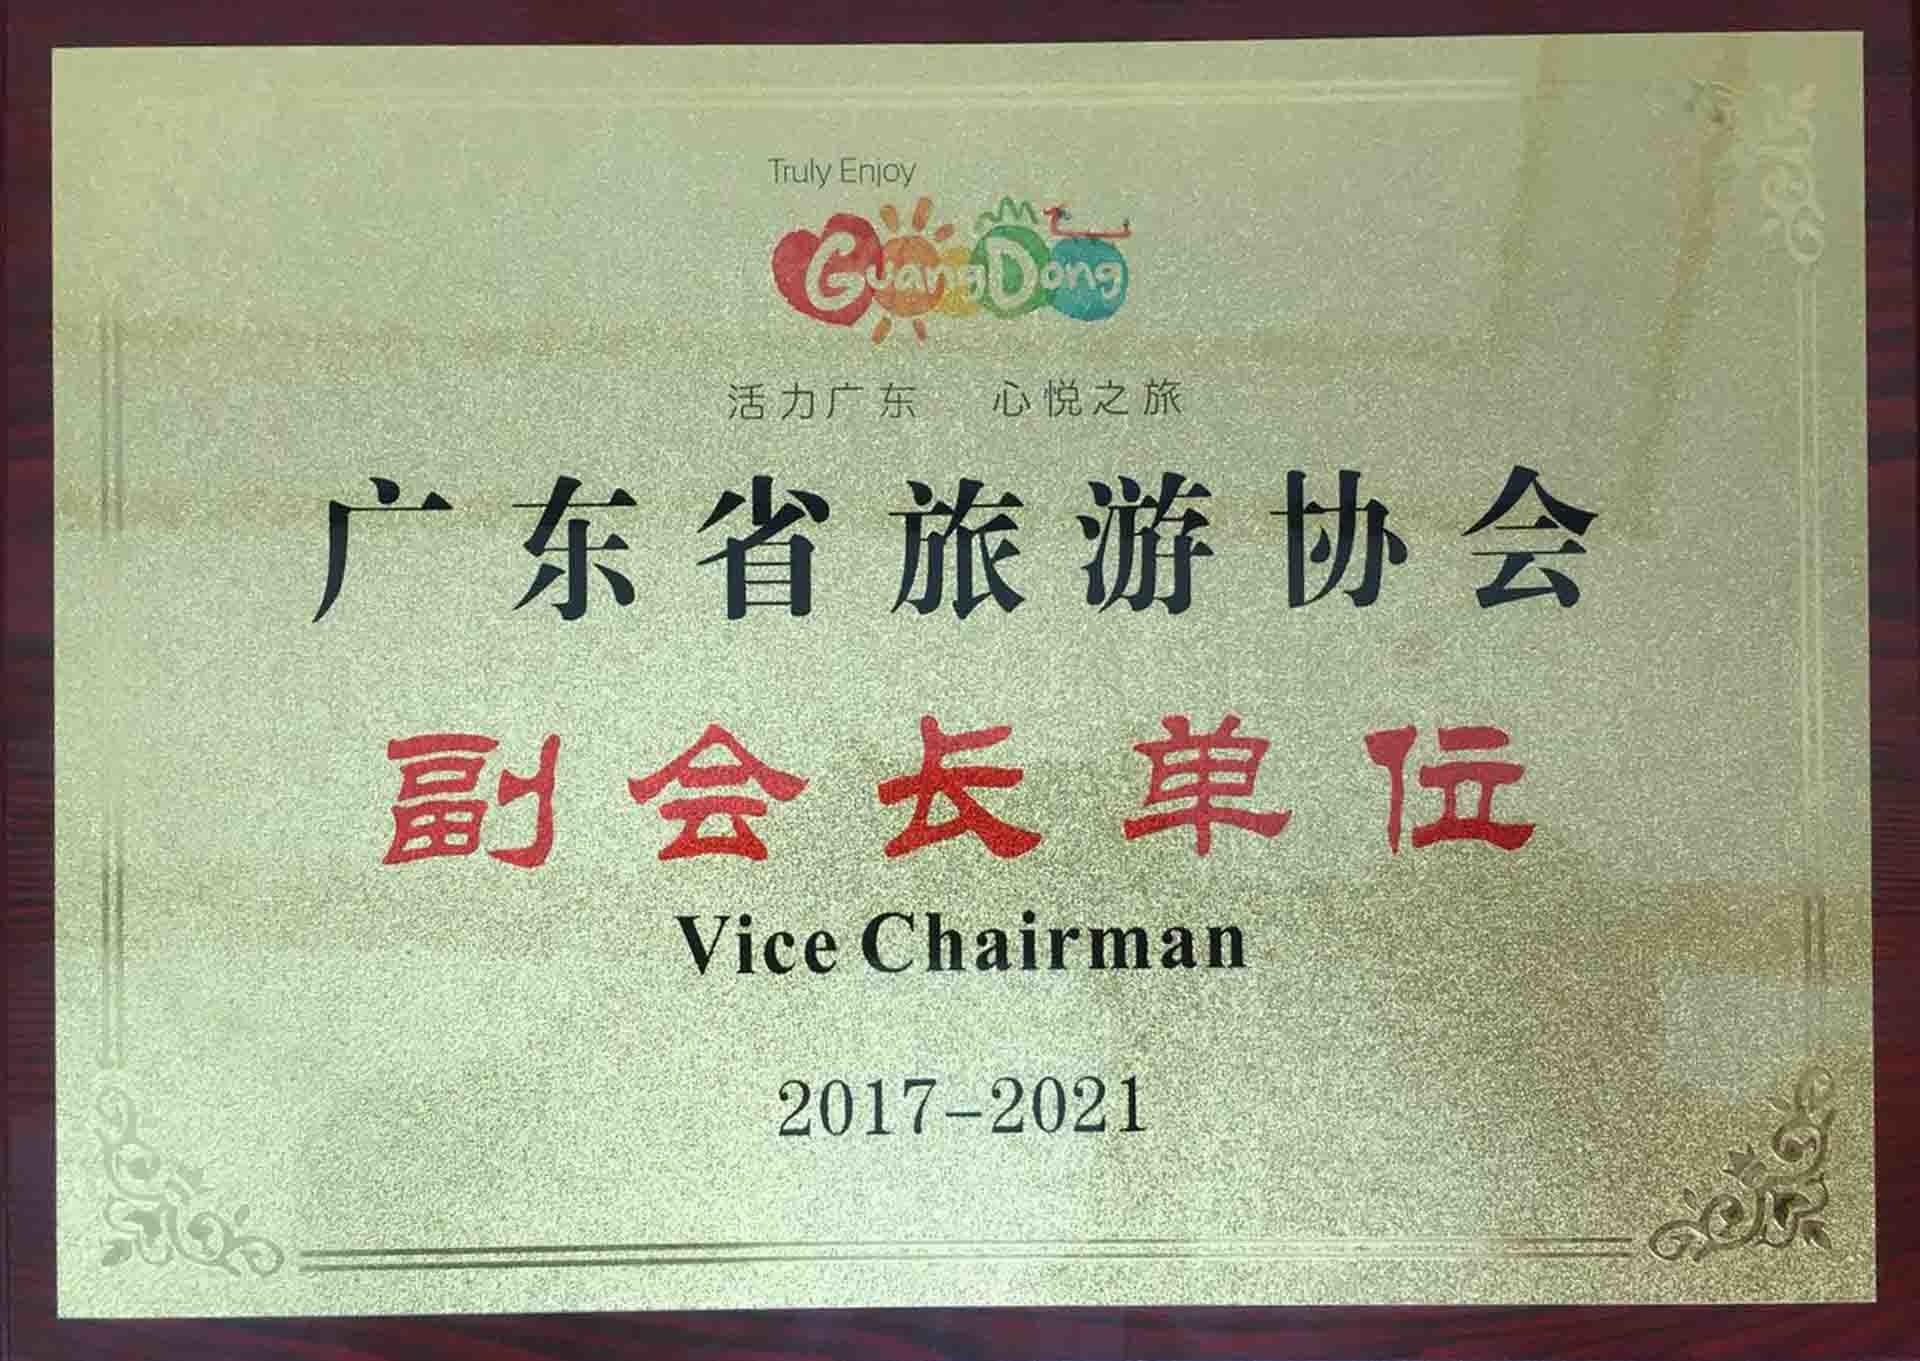 Truly Enjoy
GuangDong
活力广东 心悦之旅
广东省旅游协会
副会长单位
Vice Chairman
2017-2021